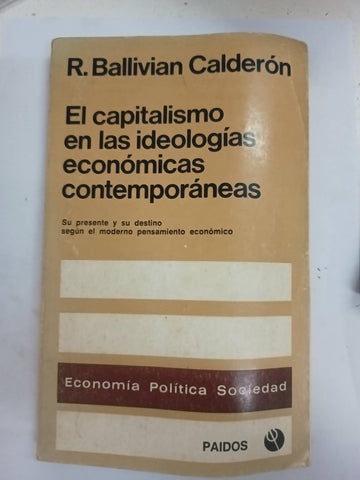 R. Ballivian Calderón
El capitalismo
en las ideologías
económicas
contemporáneas
Su presente y su destino
según el moderno pensamiento económico
Economía Política Sociedad
PAIDOS